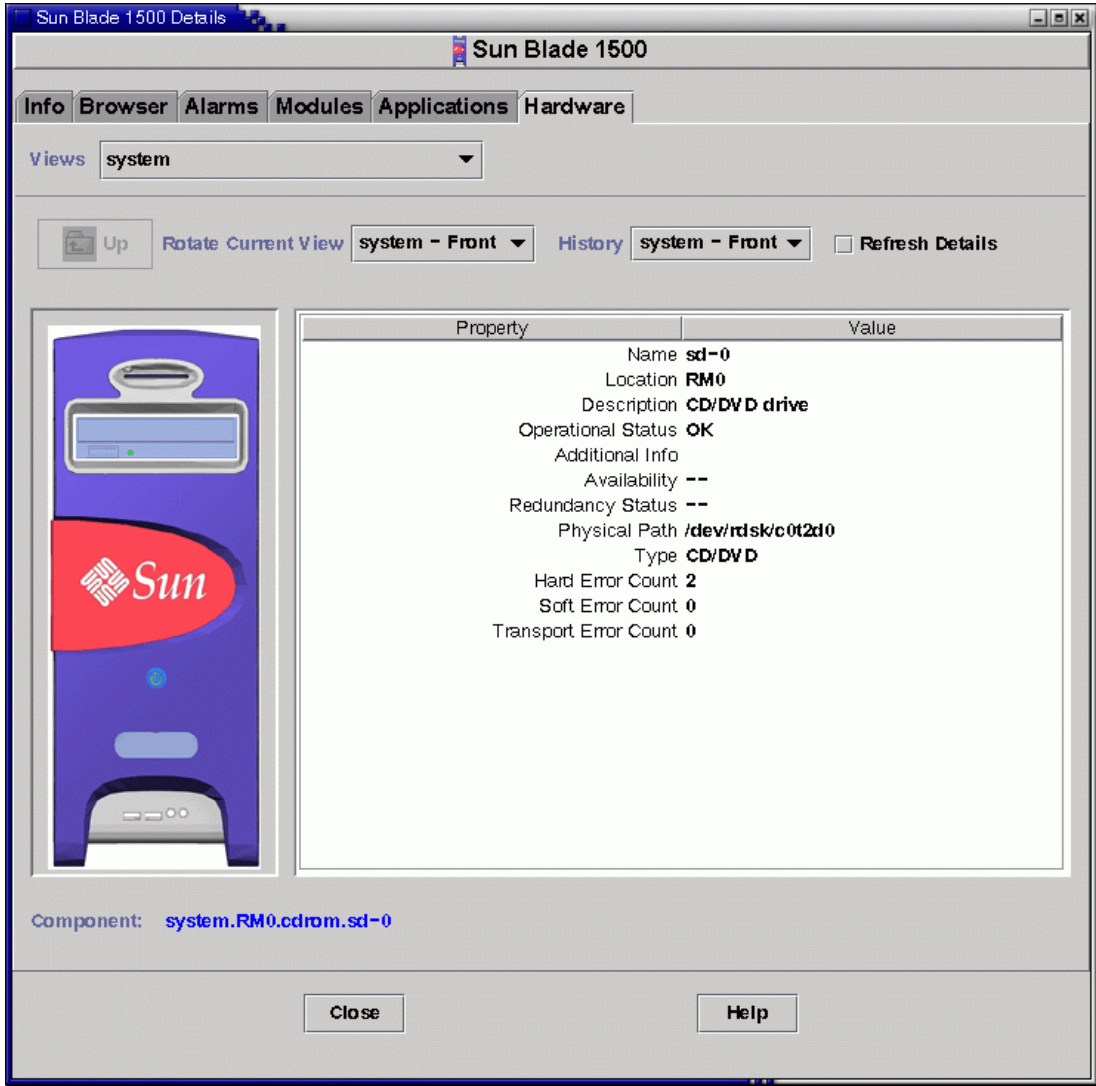 Sun Blade 1500 Details
Sun Blade 1500
Info Browser Alarms Modules Applications Hardware
Views system
Up Rotate Current View system - Front History system - Front Refresh Details
Property Value
Name sd-0
Location RM0
Description CD/DVD drive
Operational Status OK
Additional Info
Availability --
Redundancy Status --
Physical Path /dev/rdsk/c0t2d0
Type CD/DVD
Hard Error Count 2
Soft Error Count 0
Transport Error Count 0
Sun
Component: system.RM0.cdrom.sd-0
Close Help